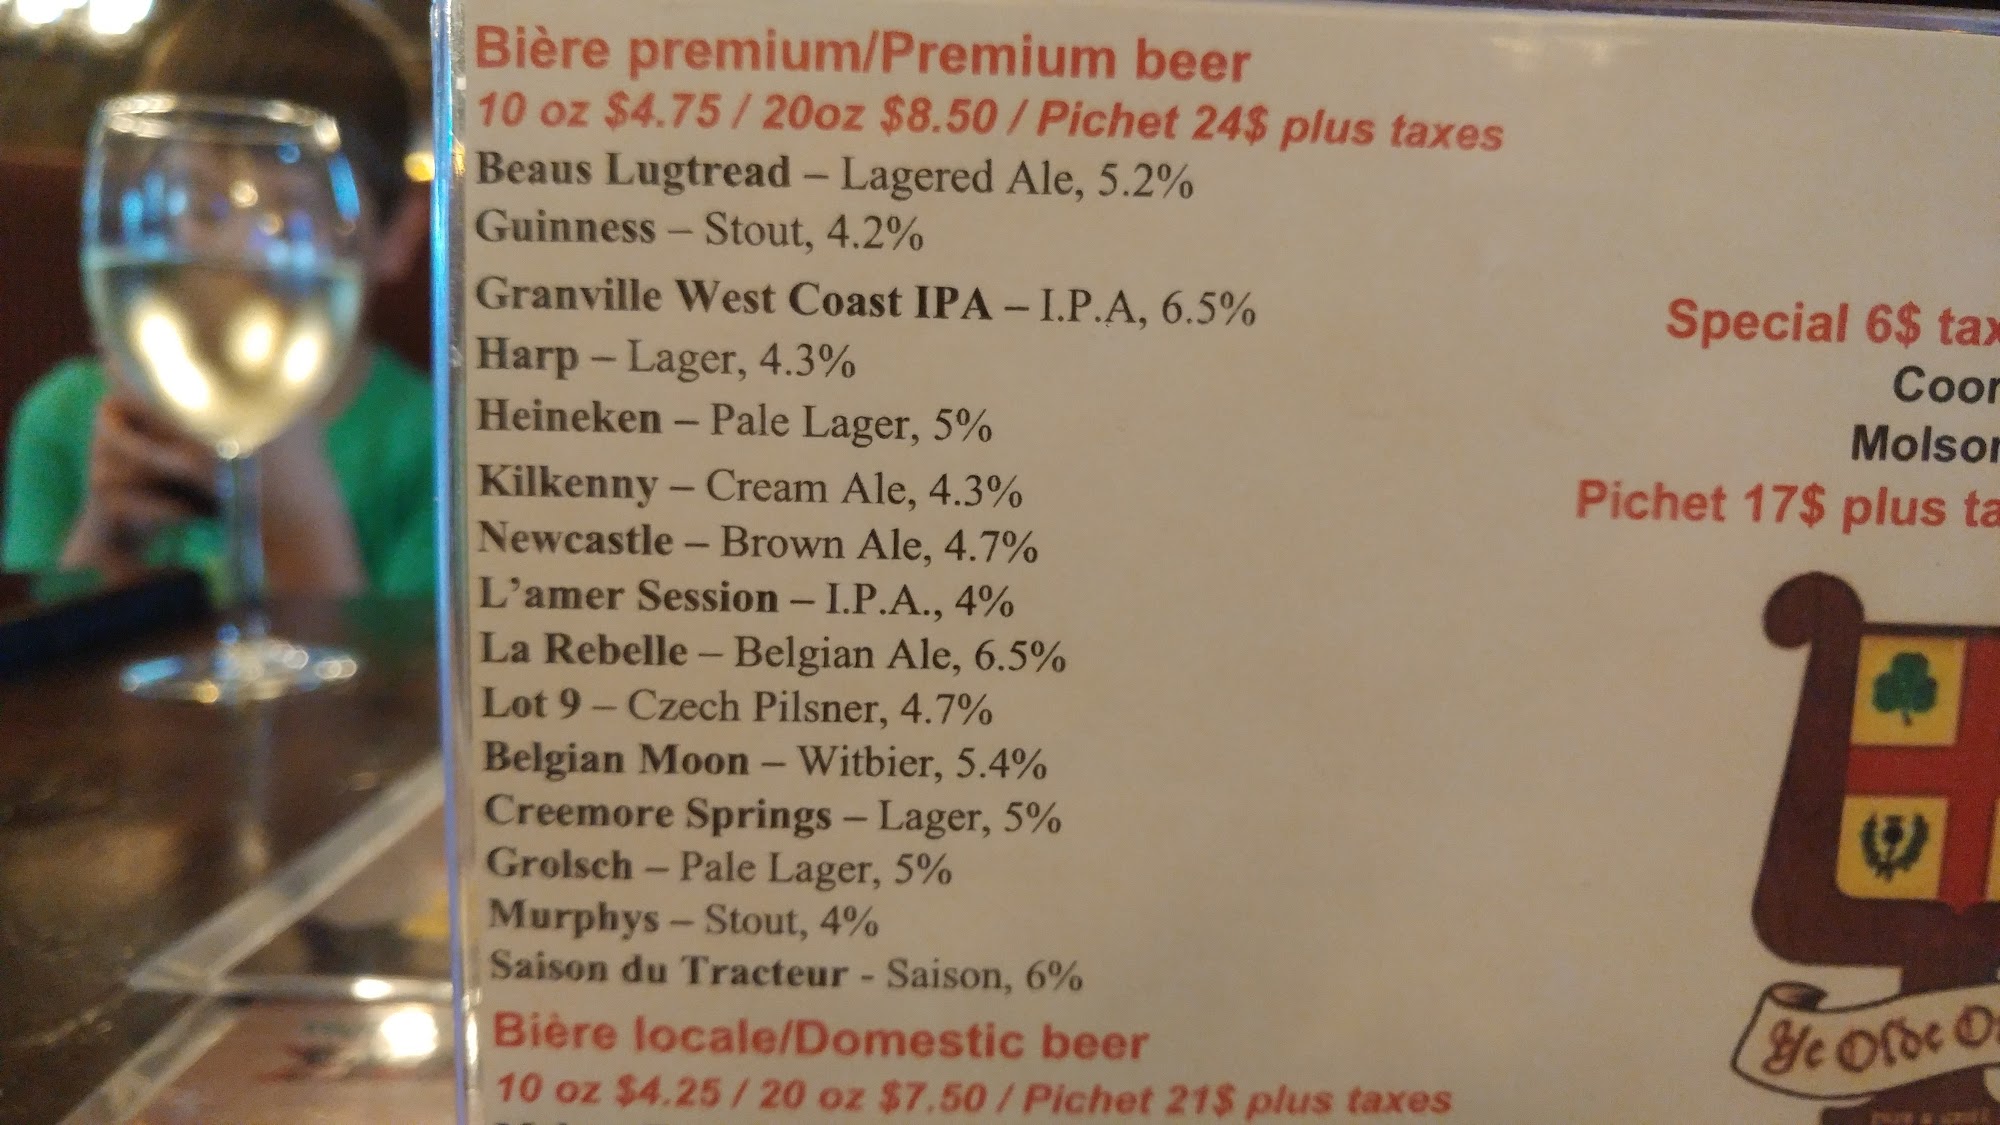 Bière premium/Premium beer
10 oz $4.75 / 20oz $8.50 / Pichet 24$ plus taxes
Beaus Lugtread – Lagered Ale, 5.2%
Guinness – Stout, 4.2%
Granville West Coast IPA – I.P.A, 6.5%
Harp – Lager, 4.3%
Heineken – Pale Lager, 5%
Kilkenny – Cream Ale, 4.3%
Newcastle – Brown Ale, 4.7%
L'amer Session – I.P.A., 4%
La Rebelle – Belgian Ale, 6.5%
Lot 9 – Czech Pilsner, 4.7%
Belgian Moon – Witbier, 5.4%
Creemore Springs – Lager, 5%
Grolsch – Pale Lager, 5%
Murphys – Stout, 4%
Saison du Tracteur - Saison, 6%
Bière locale/Domestic beer
10 oz $4.25 / 20 oz $7.50 / Pichet 21$ plus taxes
Special 6$ tax
Coor
Molson
Pichet 17$ plus ta
Ye Olde O